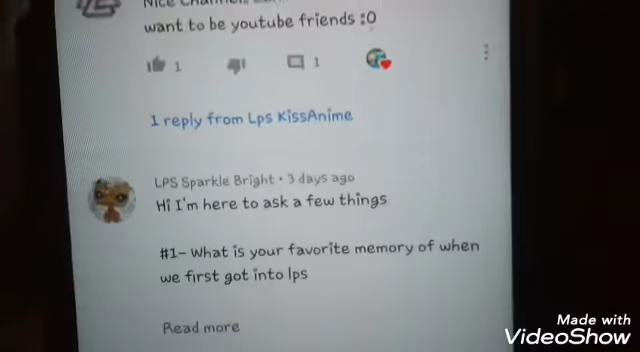 Nice Channel
want to be youtube friends :O
1
1
1 reply from Lps KissAnime
LPS Sparkle Bright • 3 days ago
Hi I'm here to ask a few things
#1- What is your favorite memory of when
we first got into lps
Read more
Made with
VideoShow